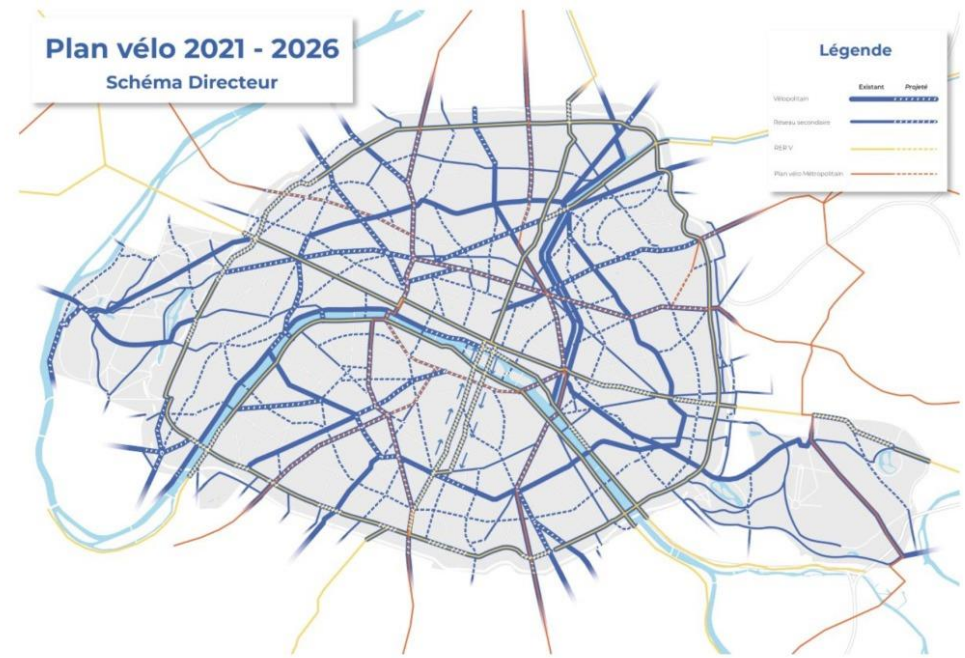 Plan vélo 2021 - 2026
Schéma Directeur
Légende
Existant Projeté
Vélopolitain
Réseau secondaire
RER V
Plan vélo Métropolitain